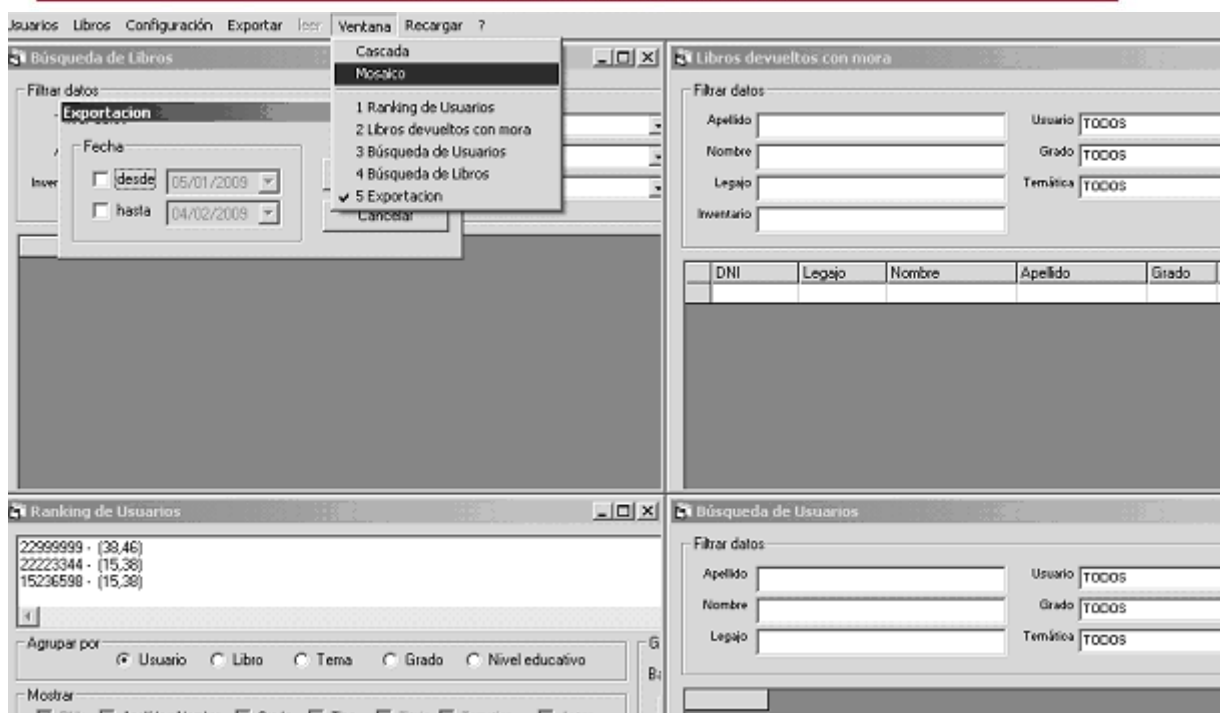 Usuarios Libros Configuración Exportar leer Ventana Recargar ?
Cascada
Mosaico
1 Ranking de Usuarios
2 Libros devueltos con mora
3 Búsqueda de Usuarios
4 Búsqueda de Libros
✓ 5 Exportacion
Búsqueda de Libros
Filtrar datos
Inver
Exportacion
Fecha
desde 05/01/2009
hasta 04/02/2009
Cancelar
Libros devueltos con mora
Filtrar datos
Apellido Usuario TODOS
Nombre Grado TODOS
Legajo Temática TODOS
Inventario
DNI Legajo Nombre Apellido Grado
Ranking de Usuarios
22999999 - (38,46)
22223344 - (15,38)
15236598 - (15,38)
Agrupar por
Usuario Libro Tema Grado Nivel educativo
Mostrar
Búsqueda de Usuarios
Filtrar datos
Apellido Usuario TODOS
Nombre Grado TODOS
Legajo Temática TODOS